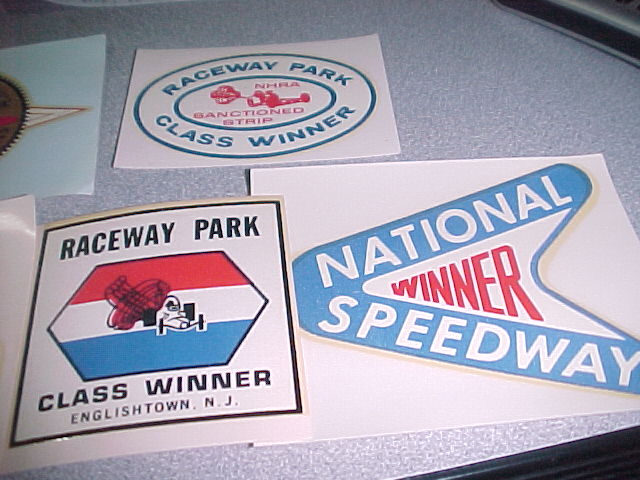 RACEWAY PARK
NHRA
SANCTIONED
STRIP
CLASS WINNER
RACEWAY PARK
CLASS WINNER
ENGLISHTOWN, N.J.
NATIONAL
WINNER
SPEEDWAY